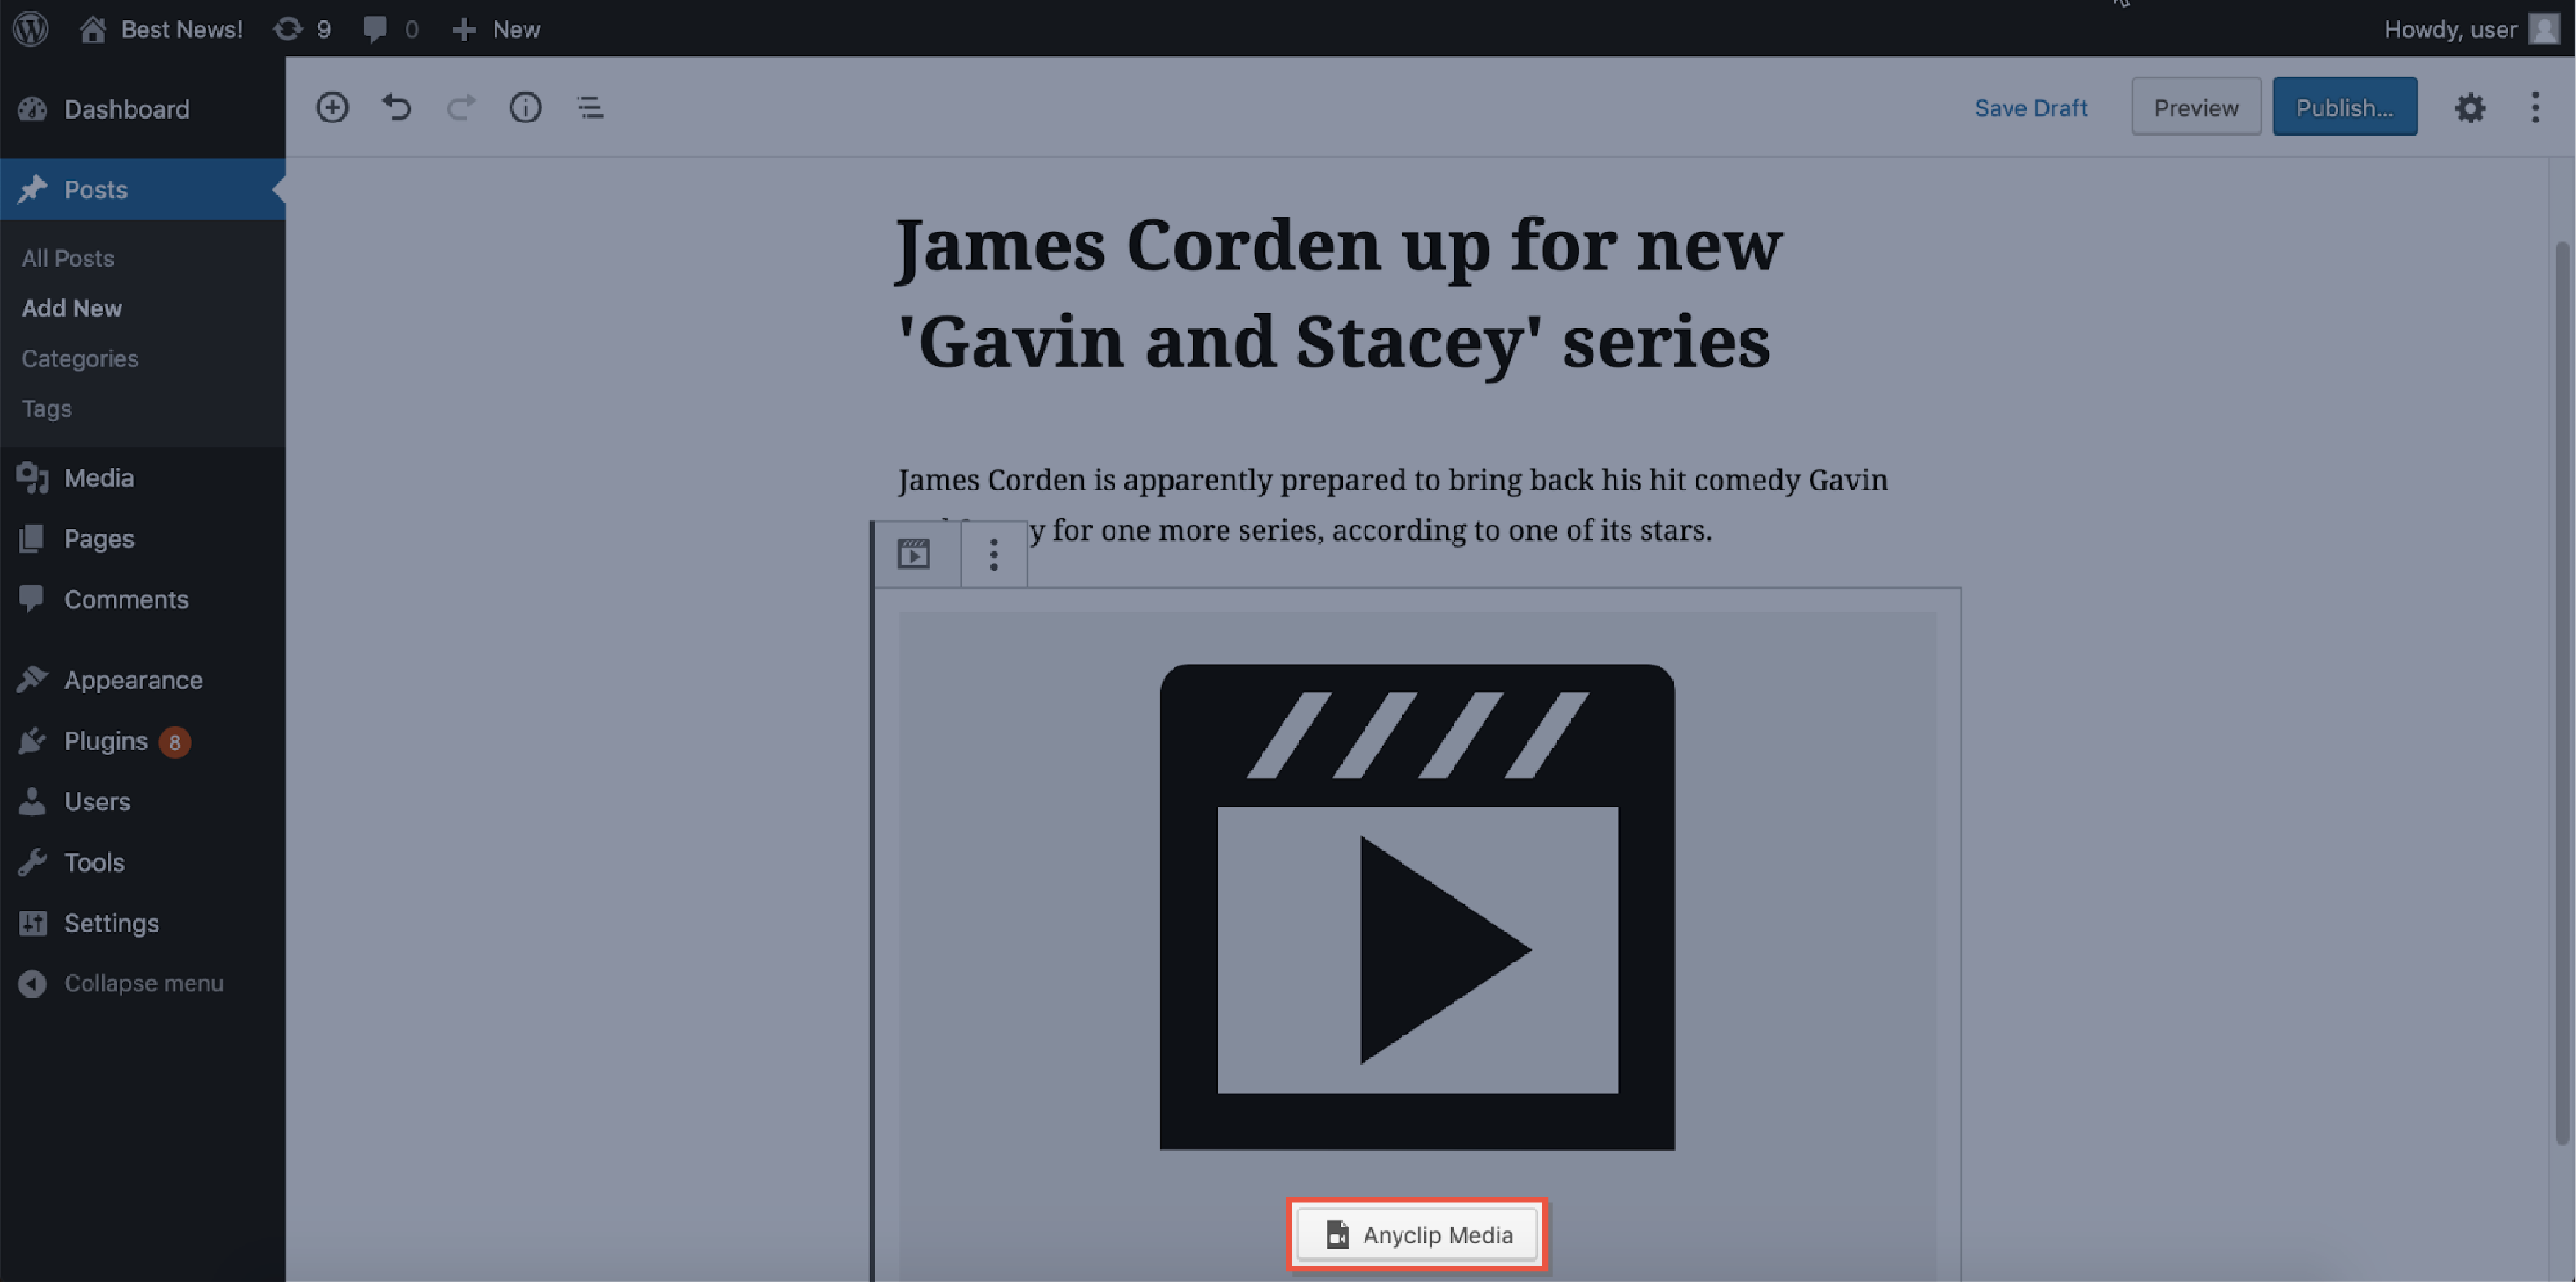 Best News! 9 0 New
Howdy, user
Dashboard
Posts
All Posts
Add New
Categories
Tags
Media
Pages
Comments
Appearance
Plugins 8
Users
Tools
Settings
Collapse menu
Save Draft Preview Publish...
James Corden up for new
'Gavin and Stacey' series
James Corden is apparently prepared to bring back his hit comedy Gavin
y for one more series, according to one of its stars.
Anyclip Media